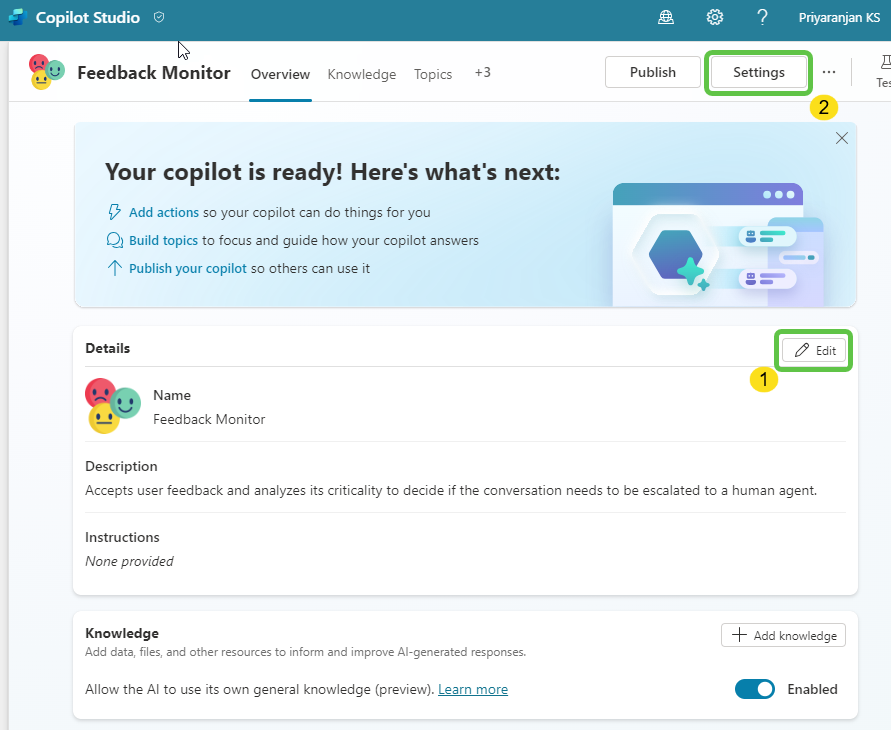 Copilot Studio
Priyaranjan KS
Feedback Monitor
Overview
Knowledge
Topics
+3
Publish
Settings
2
Your copilot is ready! Here's what's next:
Add actions so your copilot can do things for you
Build topics to focus and guide how your copilot answers
Publish your copilot so others can use it
Details
Edit
1
Name
Feedback Monitor
Description
Accepts user feedback and analyzes its criticality to decide if the conversation needs to be escalated to a human agent.
Instructions
None provided
Knowledge
Add knowledge
Add data, files, and other resources to inform and improve AI-generated responses.
Allow the AI to use its own general knowledge (preview). Learn more
Enabled